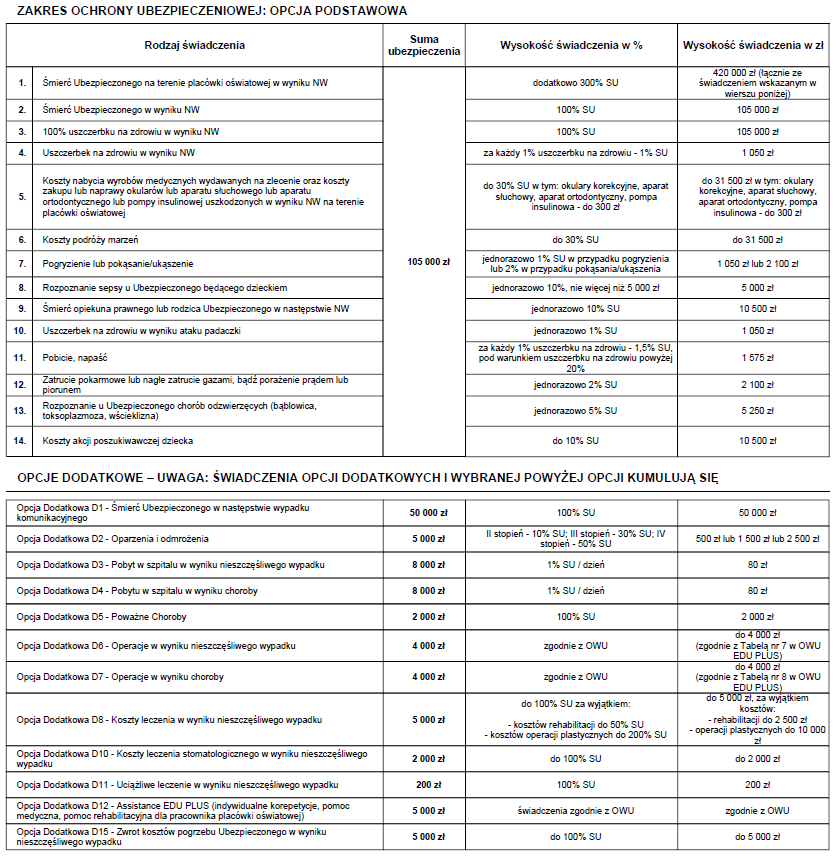 ZAKRES OCHRONY UBEZPIECZENIOWEJ: OPCJA PODSTAWOWA
Rodzaj świadczenia
Suma
ubezpieczenia
Wysokość świadczenia w %
Wysokość świadczenia w zł
1.
Śmierć Ubezpieczonego na terenie placówki oświatowej w wyniku NW
dodatkowo 300% SU
420 000 zł (łącznie ze
świadczeniem wskazanym w
wierszu poniżej)
2.
Śmierć Ubezpieczonego w wyniku NW
100% SU
105 000 zł
3.
100% uszczerbku na zdrowiu w wyniku NW
100% SU
105 000 zł
4.
Uszczerbek na zdrowiu w wyniku NW
za każdy 1% uszczerbku na zdrowiu - 1% SU
1 050 zł
5.
Koszty nabycia wyrobów medycznych wydawanych na zlecenie oraz koszty
zakupu lub naprawy okularów lub aparatu słuchowego lub aparatu
ortodontycznego lub pompy insulinowej uszkodzonych w wyniku NW na terenie
placówki oświatowej
do 30% SU w tym: okulary korekcyjne, aparat
słuchowy, aparat ortodontyczny, pompa
insulinowa - do 300 zł
do 31 500 zł w tym: okulary
korekcyjne, aparat słuchowy,
aparat ortodontyczny, pompa
insulinowa - do 300 zł
6.
Koszty podróży marzeń
do 30% SU
do 31 500 zł
105 000 zł
7.
Pogryzienie lub pokąsanie/ukąszenie
jednorazowo 1% SU w przypadku pogryzienia
lub 2% w przypadku pokąsania/ukąszenia
1 050 zł lub 2 100 zł
8.
Rozpoznanie sepsy u Ubezpieczonego będącego dzieckiem
jednorazowo 10%, nie więcej niż 5 000 zł
5 000 zł
9.
Śmierć opiekuna prawnego lub rodzica Ubezpieczonego w następstwie NW
jednorazowo 10% SU
10 500 zł
10.
Uszczerbek na zdrowiu w wyniku ataku padaczki
jednorazowo 1% SU
1 050 zł
11.
Pobicie, napaść
za każdy 1% uszczerbku na zdrowiu - 1,5% SU,
pod warunkiem uszczerbku na zdrowiu powyżej
20%
1 575 zł
12.
Zatrucie pokarmowe lub nagłe zatrucie gazami, bądź porażenie prądem lub
piorunem
jednorazowo 2% SU
2 100 zł
13.
Rozpoznanie u Ubezpieczonego chorób odzwierzęcych (bąblowica,
toksoplazmoza, wścieklizna)
jednorazowo 5% SU
5 250 zł
14.
Koszty akcji poszukiwawczej dziecka
do 10% SU
10 500 zł
OPCJE DODATKOWE – UWAGA: ŚWIADCZENIA OPCJI DODATKOWYCH I WYBRANEJ POWYŻEJ OPCJI KUMULUJĄ SIĘ
Opcja Dodatkowa D1 - Śmierć Ubezpieczonego w następstwie wypadku
komunikacyjnego
50 000 zł
100% SU
50 000 zł
Opcja Dodatkowa D2 - Oparzenia i odmrożenia
5 000 zł
II stopień - 10% SU; III stopień - 30% SU; IV
stopień - 50% SU
500 zł lub 1 500 zł lub 2 500 zł
Opcja Dodatkowa D3 - Pobyt w szpitalu w wyniku nieszczęśliwego wypadku
8 000 zł
1% SU / dzień
80 zł
Opcja Dodatkowa D4 - Pobytu w szpitalu w wyniku choroby
8 000 zł
1% SU / dzień
80 zł
Opcja Dodatkowa D5 - Poważne Choroby
2 000 zł
100% SU
2 000 zł
Opcja Dodatkowa D6 - Operacje w wyniku nieszczęśliwego wypadku
4 000 zł
zgodnie z OWU
do 4 000 zł
(zgodnie z Tabelą nr 7 w OWU
EDU PLUS)
Opcja Dodatkowa D7 - Operacje w wyniku choroby
4 000 zł
zgodnie z OWU
do 4 000 zł
(zgodnie z Tabelą nr 8 w OWU
EDU PLUS)
Opcja Dodatkowa D8 - Koszty leczenia w wyniku nieszczęśliwego wypadku
5 000 zł
do 100% SU za wyjątkiem:
- kosztów rehabilitacji do 50% SU
- kosztów operacji plastycznych do 200% SU
do 5 000 zł, za wyjątkiem
kosztów:
- rehabilitacji do 2 500 zł
- operacji plastycznych do 10 000
zł
Opcja Dodatkowa D10 - Koszty leczenia stomatologicznego w wyniku nieszczęśliwego
wypadku
2 000 zł
do 100% SU
do 2 000 zł
Opcja Dodatkowa D11 - Uciążliwe leczenie w wyniku nieszczęśliwego wypadku
200 zł
100% SU
200 zł
Opcja Dodatkowa D12 - Assistance EDU PLUS (indywidualne korepetycje, pomoc
medyczna, pomoc rehabilitacyjna dla pracownika placówki oświatowej)
5 000 zł
świadczenia zgodnie z OWU
zgodnie z OWU
Opcja Dodatkowa D15 - Zwrot kosztów pogrzebu Ubezpieczonego w wyniku
nieszczęśliwego wypadku
5 000 zł
do 100% SU
do 5 000 zł